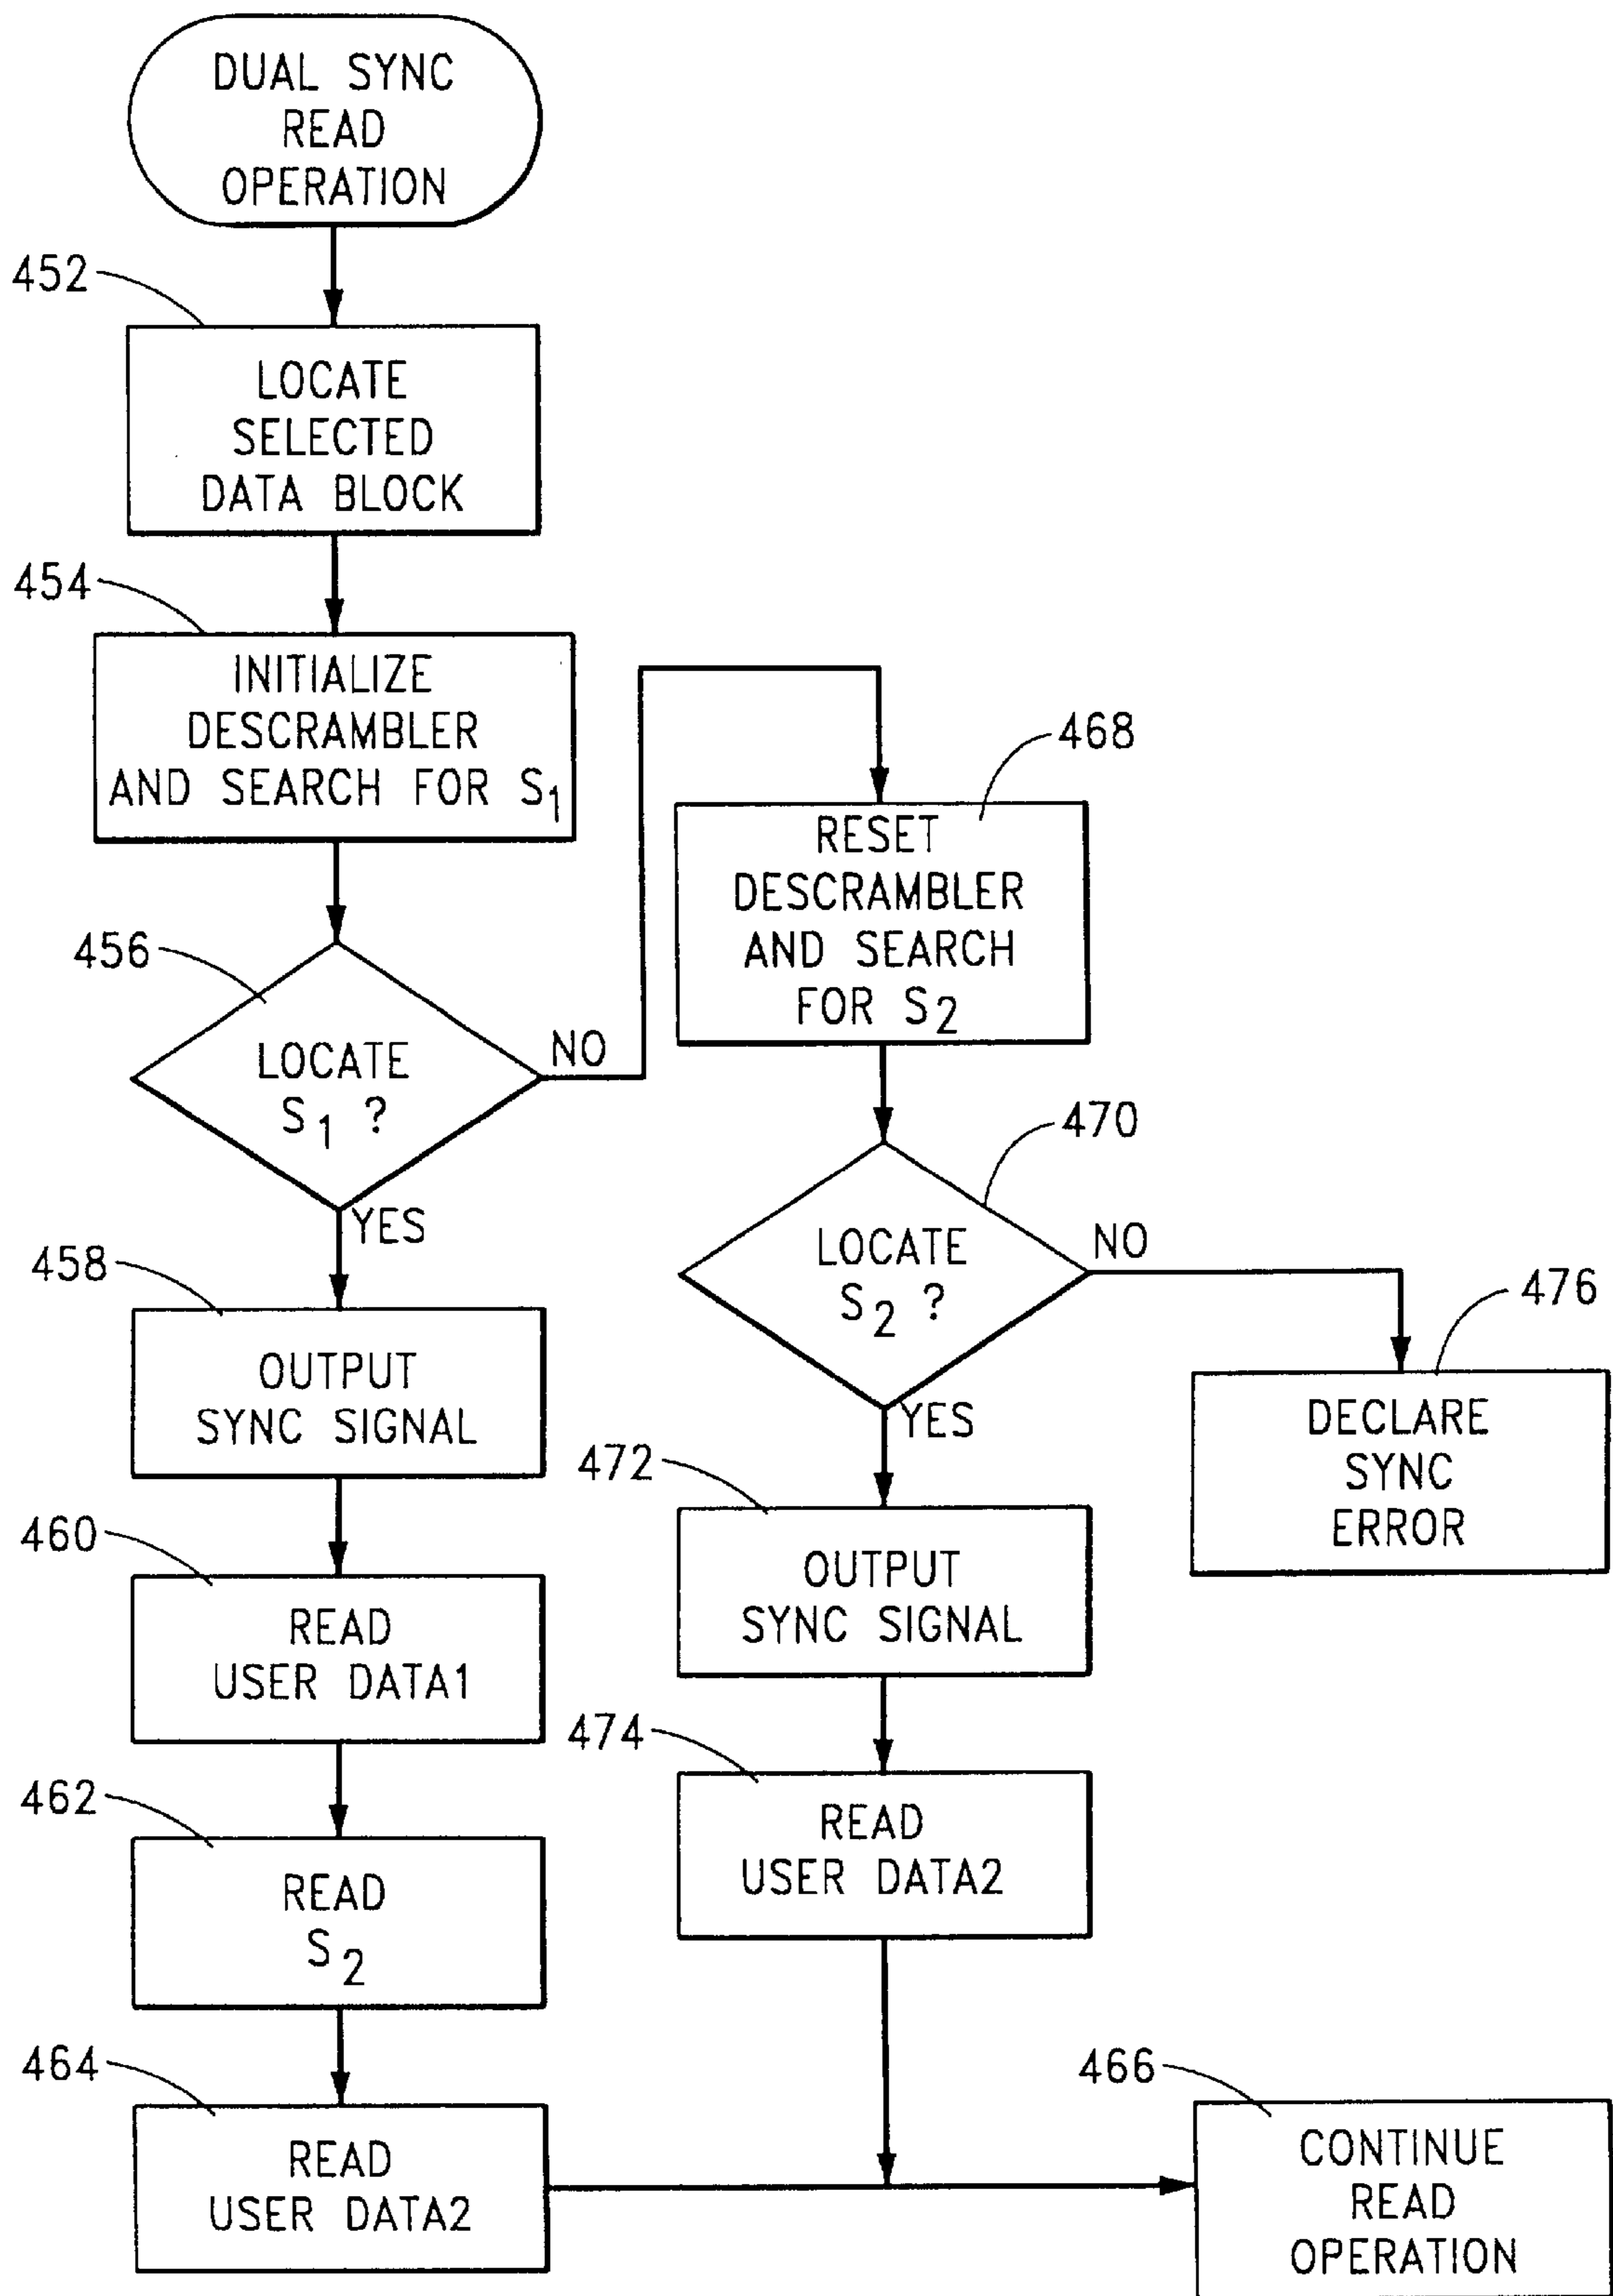 DUAL SYNC
READ
OPERATION
452
LOCATE
SELECTED
DATA BLOCK
454
INITIALIZE
DESCRAMBLER
AND SEARCH FOR S1
456
LOCATE
S1 ?
NO
YES
458
OUTPUT
SYNC SIGNAL
460
READ
USER DATA1
462
READ
S2
464
READ
USER DATA2
468
RESET
DESCRAMBLER
AND SEARCH
FOR S2
470
LOCATE
S2 ?
NO
YES
472
OUTPUT
SYNC SIGNAL
474
READ
USER DATA2
476
DECLARE
SYNC
ERROR
466
CONTINUE
READ
OPERATION